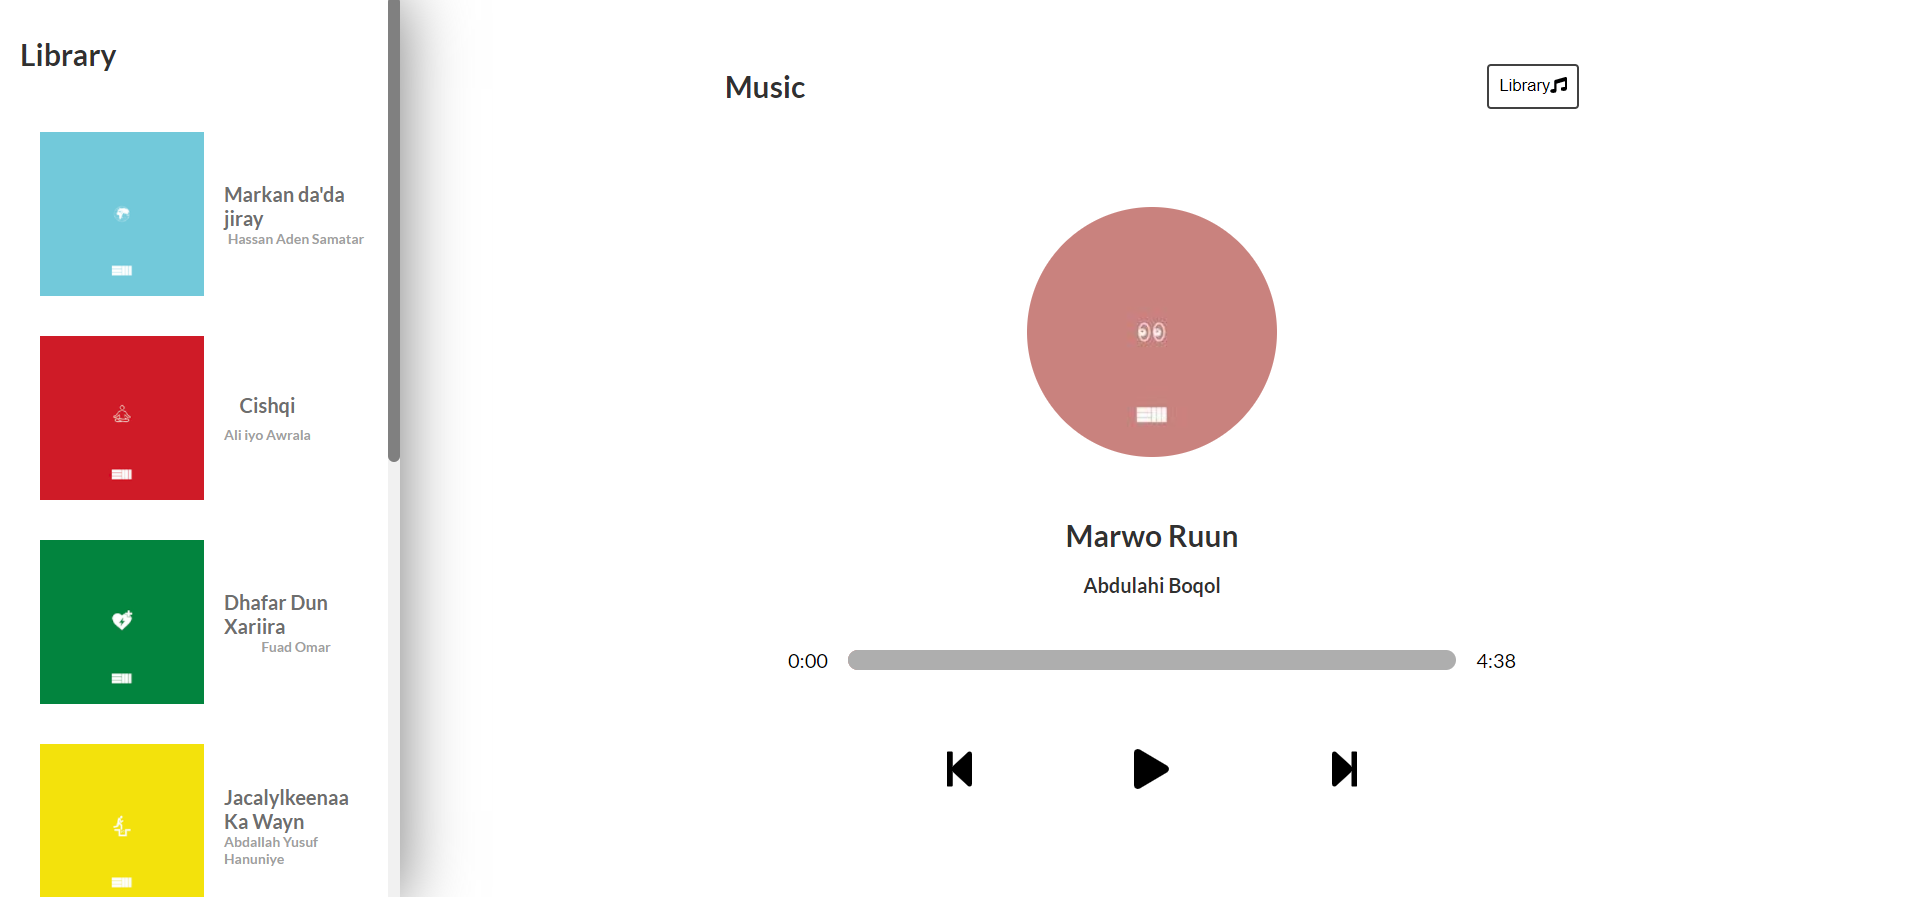 Library
Markan da'da
jiray
Hassan Aden Samatar
Cishqi
Ali iyo Awrala
Dhafar Dun
Xariira
Fuad Omar
Jacalylkeenaa
Ka Wayn
Abdallah Yusuf
Hanuniye
Music
Library
Marwo Ruun
Abdulahi Boqol
0:00
4:38